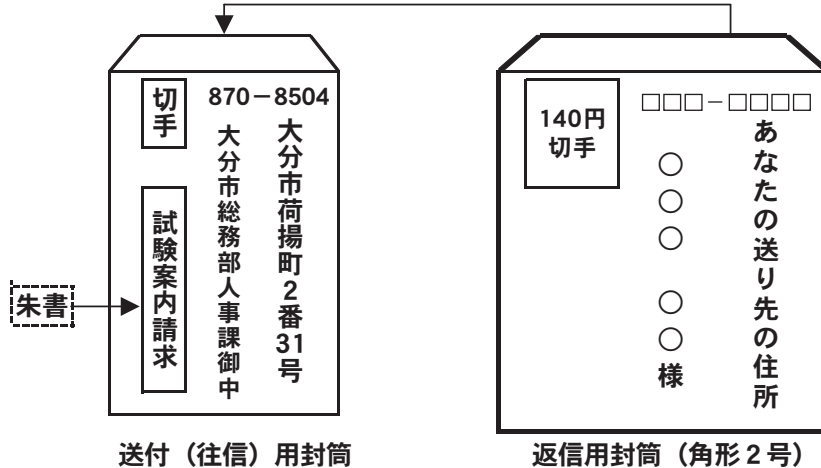 切手
870－8504
大分市荷揚町2番31号
大分市総務部人事課御中
試験案内請求
朱書
送付（往信）用封筒
140円
切手
□□□－□□□□
あなたの送り先の住所
○○○　○○様
返信用封筒（角形2号）